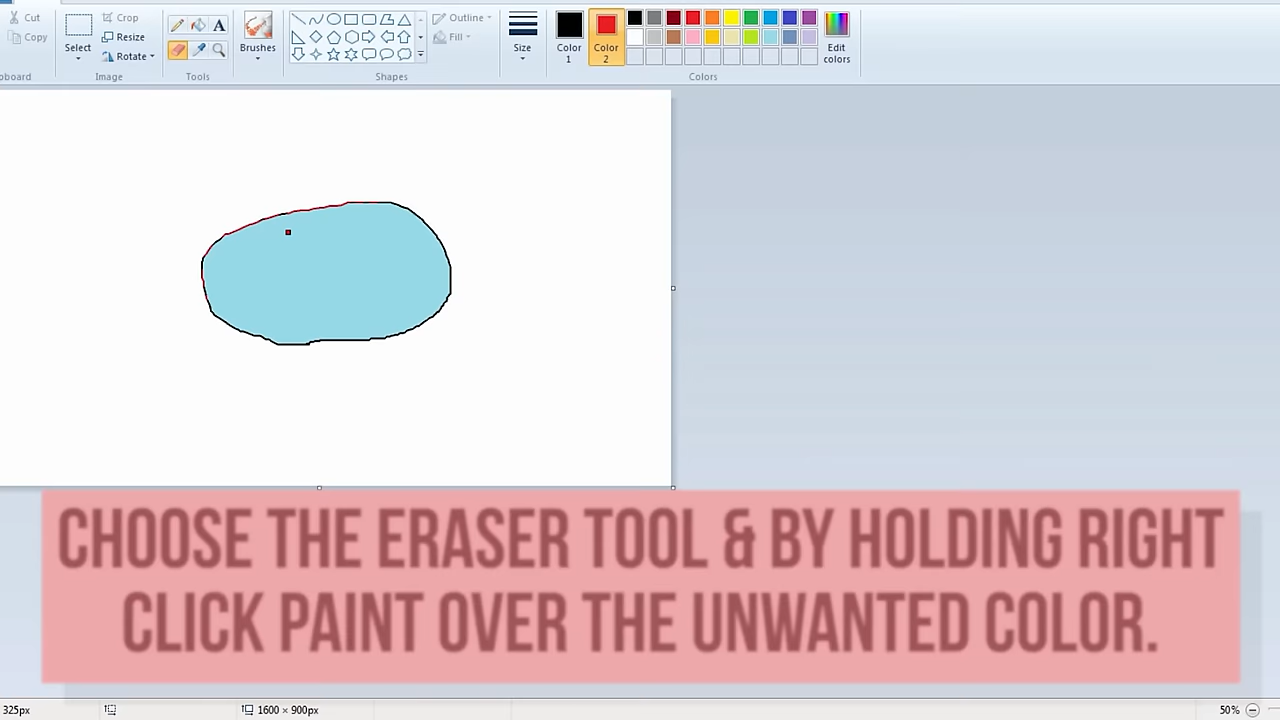 Cut
Crop
Outline
Copy
Select
Resize
Brushes
Fill
Size
Color
1
Color
2
Edit
colors
Rotate
A
pboard
Image
Tools
Shapes
Colors
CHOOSE THE ERASER TOOL & BY HOLDING RIGHT
CLICK PAINT OVER THE UNWANTED COLOR.
325px
1600 × 900px
50%